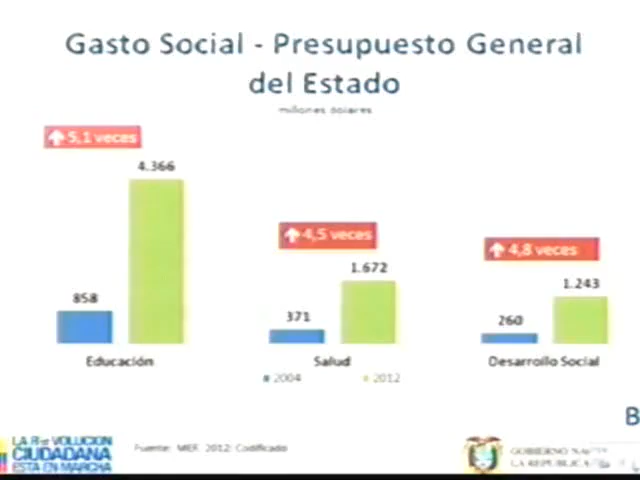 Gasto Social - Presupuesto General
del Estado
millones dolares
5,1 veces
4.366
858
Educación
4,5 veces
1.672
371
Salud
4,8 veces
1.243
260
Desarrollo Social
2004
2012
B
CIUDADANA
ESTA EN MARCHA
Fuente: MEF. 2012: Codificado
GOBIERNO
LA REPUBLICA